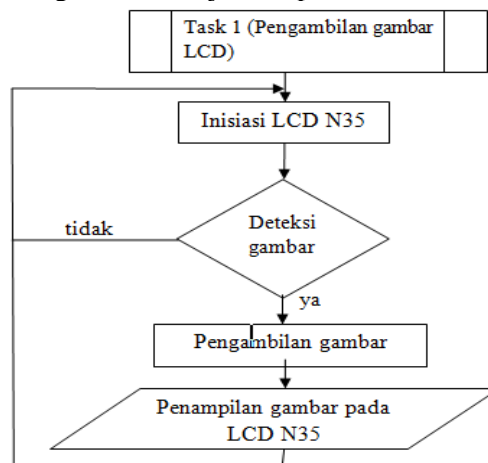 Task 1 (Pengambilan gambar
LCD)
Inisiasi LCD N35
Deteksi
gambar
tidak
ya
Pengambilan gambar
Penampilan gambar pada
LCD N35